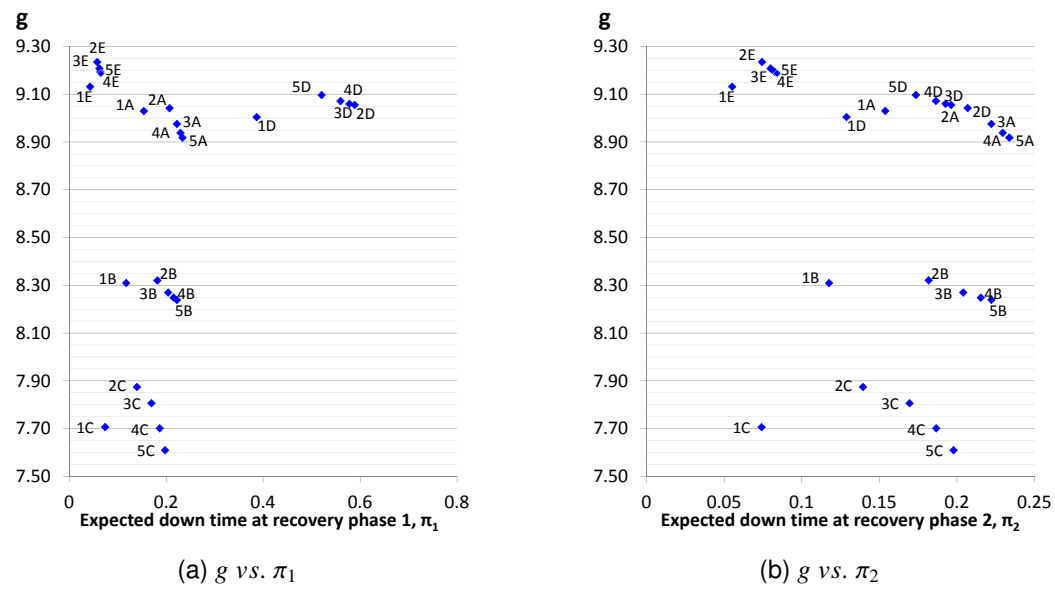 g
9.30
9.10
8.90
8.70
8.50
8.30
8.10
7.90
7.70
7.50
0
0.2
0.4
0.6
0.8
2E
3E
5E
4E
1E
1A
2A
3A
4A
5A
5D
4D
3D
2D
1D
1B
2B
3B
4B
5B
2C
3C
1C
4C
5C
Expected down time at recovery phase 1, π₁
(a) g vs. π₁
g
9.30
9.10
8.90
8.70
8.50
8.30
8.10
7.90
7.70
7.50
0
0.05
0.1
0.15
0.2
0.25
2E
3E
5E
4E
1E
5D
4D
3D
1A
2A
2D
1D
3A
4A
5A
1B
2B
3B
4B
5B
2C
3C
1C
4C
5C
Expected down time at recovery phase 2, π₂
(b) g vs. π₂